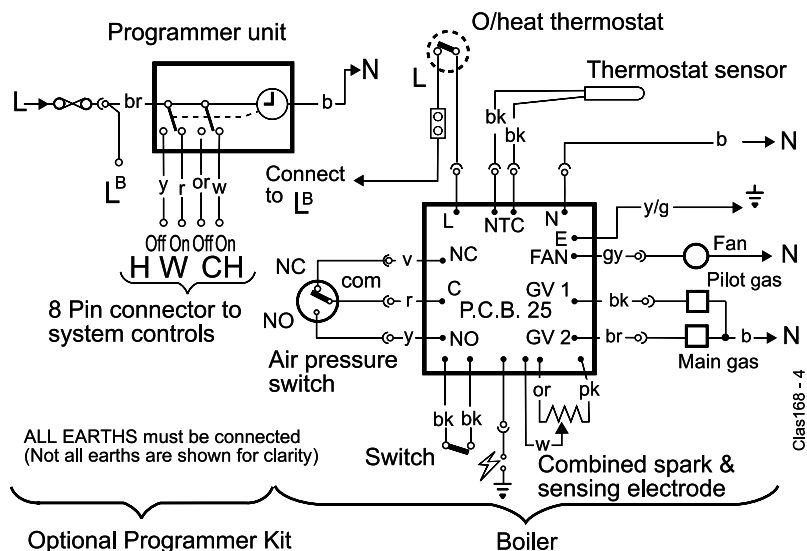 Programmer unit
O/heat thermostat
Thermostat sensor
L
br
b
N
L
bk
bk
b
N
LB
y
r
or
w
Connect
to LB
Off On Off On
H W CH
8 Pin connector to
system controls
L
NTC
N
E
y/g
NC
com
NO
v
r
y
NC
C
NO
P.C.B. 25
FAN
GV 1
GV 2
gy
Fan
N
Pilot gas
bk
br
b
N
Main gas
Air pressure
switch
bk
bk
Switch
w
or
pk
Combined spark &
sensing electrode
ALL EARTHS must be connected
(Not all earths are shown for clarity)
Optional Programmer Kit
Boiler
Clas168 - 4